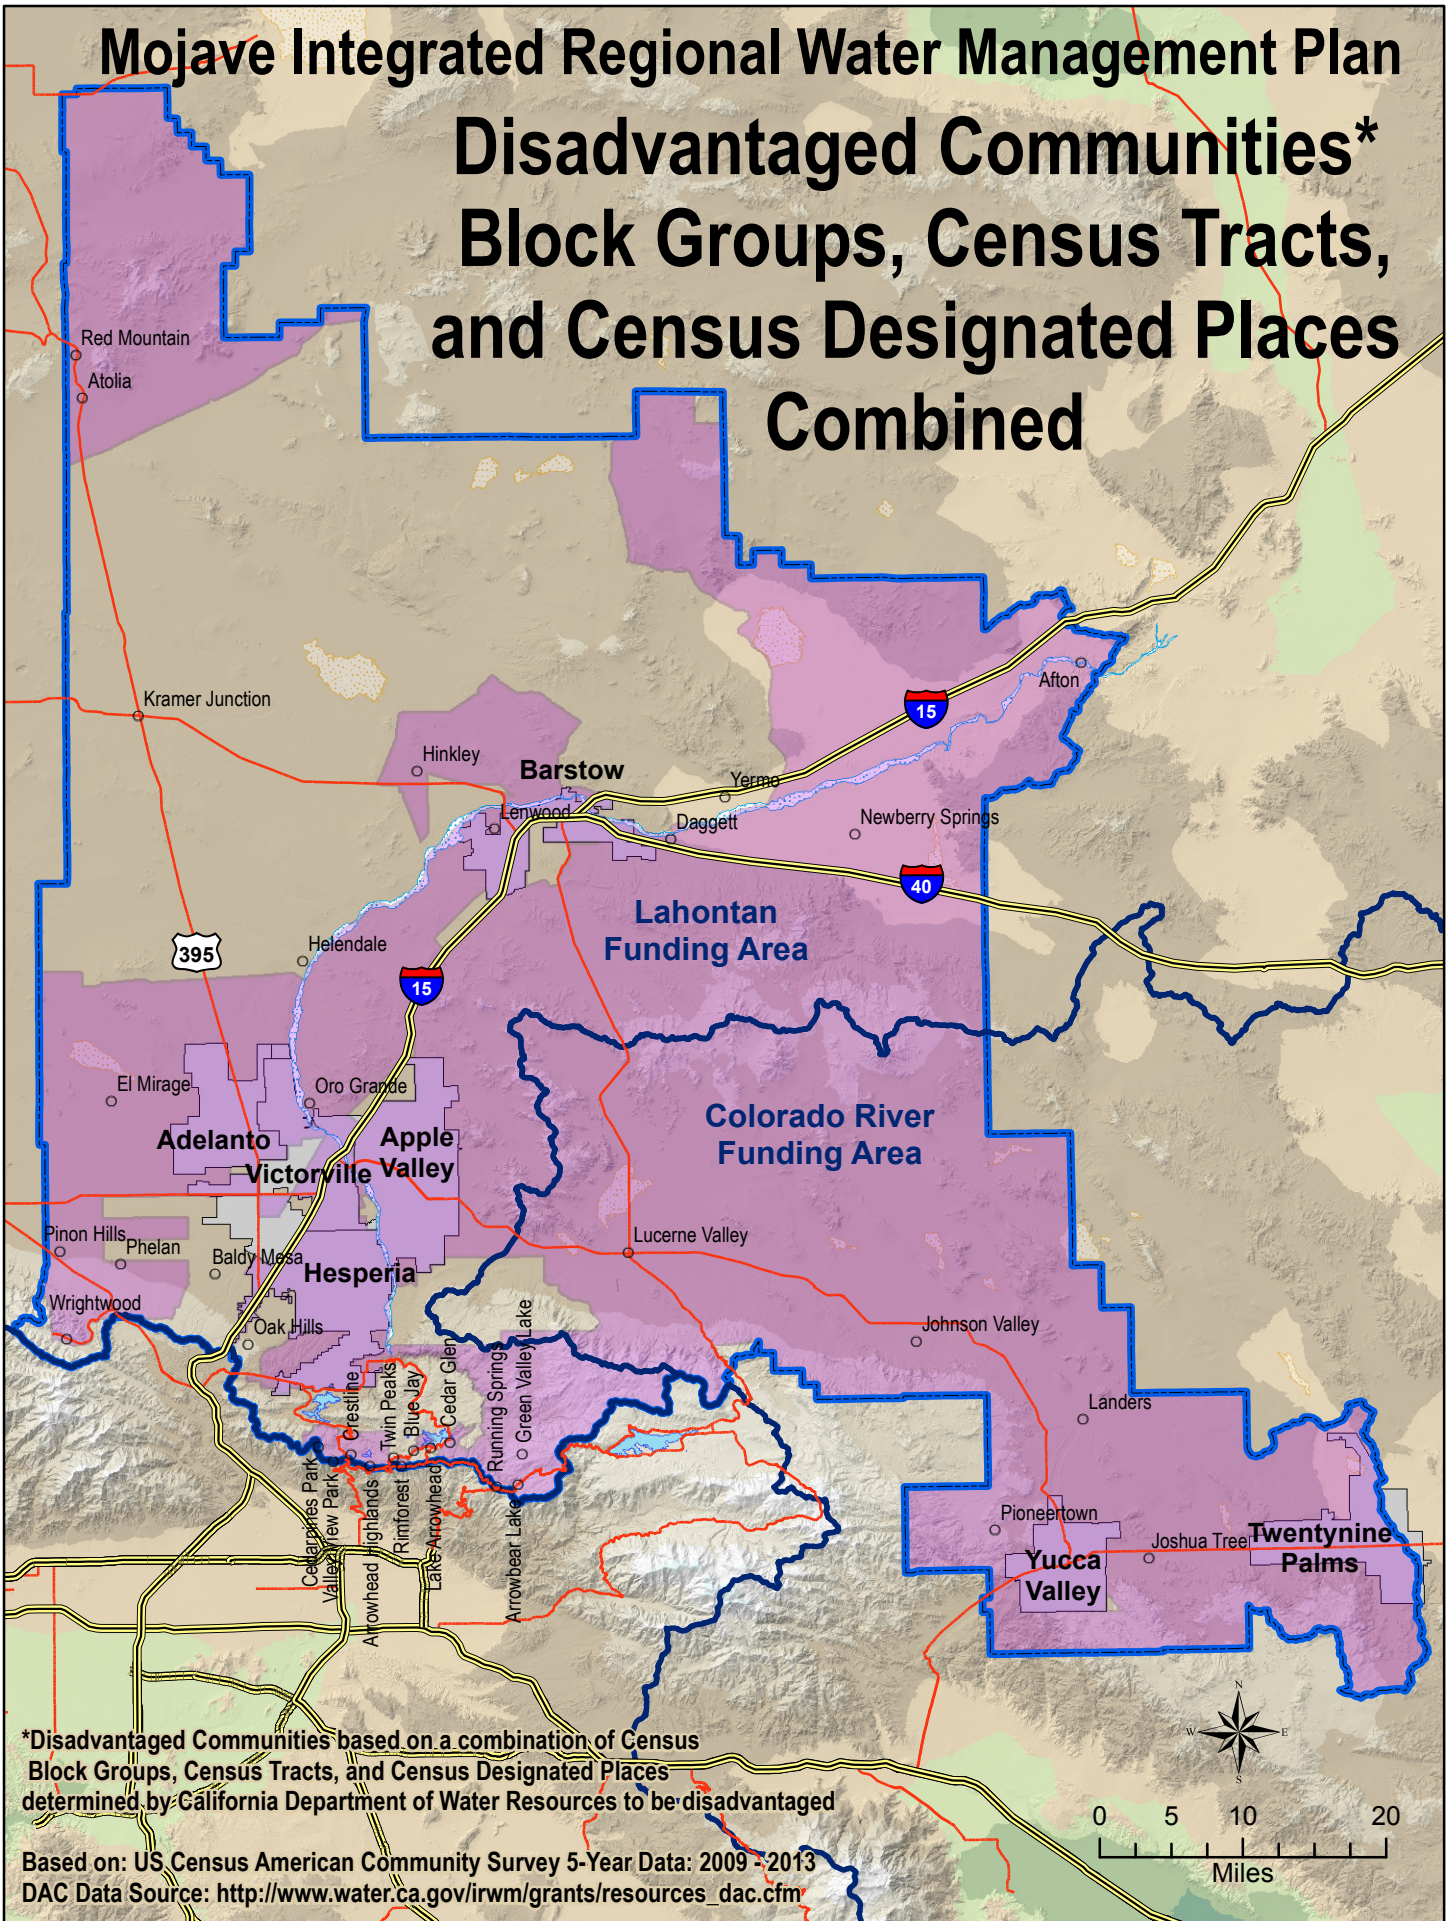 Mojave Integrated Regional Water Management Plan
Disadvantaged Communities*
Block Groups, Census Tracts,
and Census Designated Places
Combined
Red Mountain
Atolia
Kramer Junction
Hinkley
Barstow
Lenwood
Yermo
Daggett
Newberry Springs
Afton
15
40
Lahontan
Funding Area
Helendale
395
15
El Mirage
Oro Grande
Adelanto
Apple
Valley
Victorville
Colorado River
Funding Area
Pinon Hills
Phelan
Baldy Mesa
Hesperia
Lucerne Valley
Wrightwood
Oak Hills
Johnson Valley
Crestline
Twin Peaks
Blue Jay
Cedar Glen
Running Springs
Green Valley Lake
Landers
Cedarpines Park
Valleyview Park
Arrowhead Highlands
Rimforest
Lake Arrowhead
Arrowbear Lake
Pioneertown
Yucca
Valley
Joshua Tree
Twentynine
Palms
N
W
E
S
*Disadvantaged Communities based on a combination of Census
Block Groups, Census Tracts, and Census Designated Places
determined by California Department of Water Resources to be disadvantaged
Based on: US Census American Community Survey 5-Year Data: 2009 - 2013
DAC Data Source: http://www.water.ca.gov/irwm/grants/resources_dac.cfm
0 5 10 20
Miles